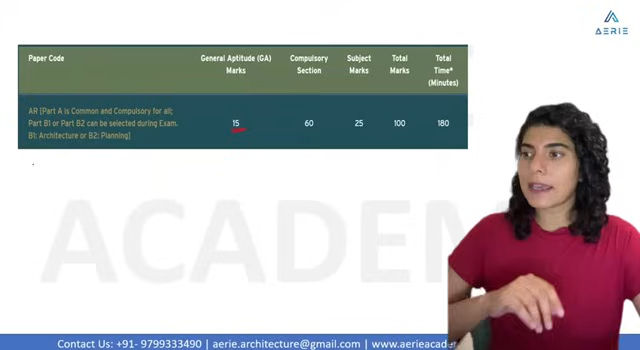 AERIE
Paper Code
General Aptitude (GA)
Marks
Compulsory
Section
Subject
Marks
Total
Marks
Total
Time*
(Minutes)
AR [Part A is Common and Compulsory for all;
Part B1 or Part B2 can be selected during Exam.
B1: Architecture or B2: Planning]
15
60
25
100
180
ACADEM
Contact Us: +91- 9799333490 | aerie.architecture@gmail.com | www.aerieacadem